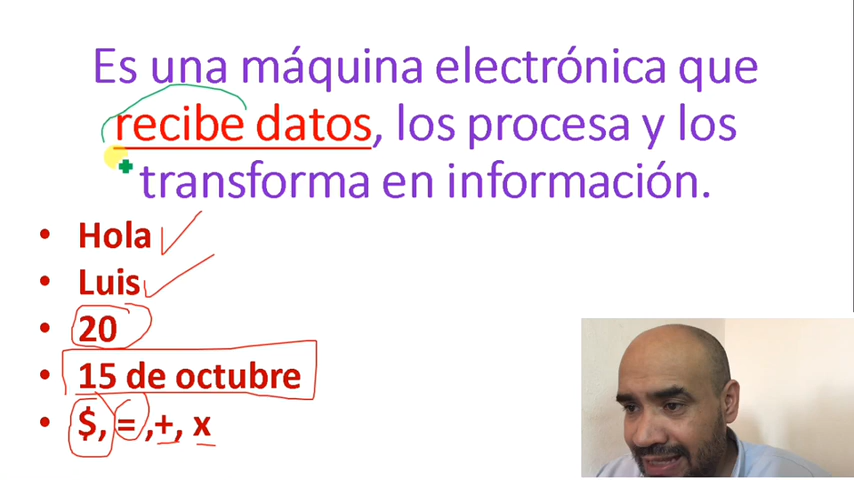 Es una máquina electrónica que
recibe datos, los procesa y los
transforma en información.
• Hola
• Luis
• 20
• 15 de octubre
• $, = ,+, x